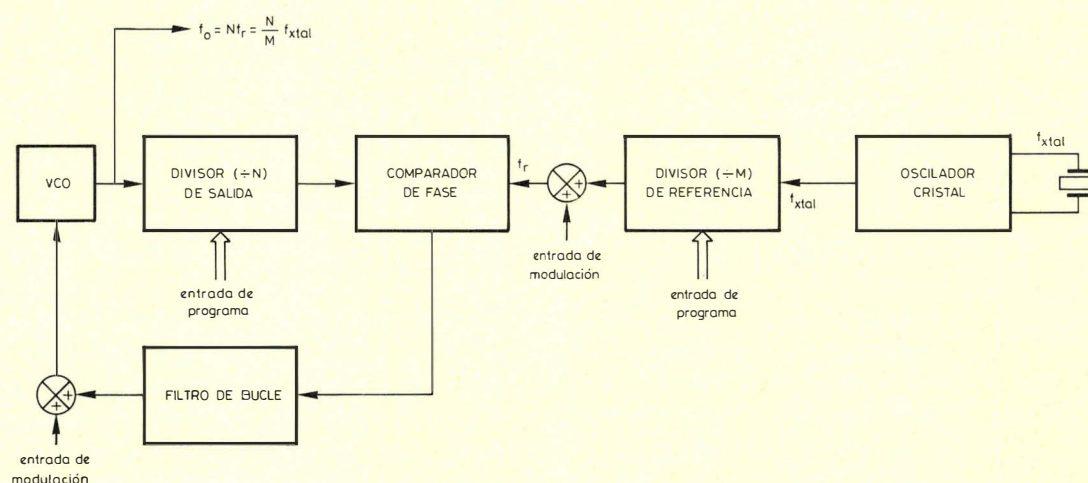 f_o = Nf_r = N/M f_xtal
VCO
DIVISOR (÷N)
DE SALIDA
COMPARADOR
DE FASE
f_r
+
+
DIVISOR (÷M)
DE REFERENCIA
f_xtal
OSCILADOR
CRISTAL
f_xtal
entrada de
programa
entrada de
modulación
entrada de
programa
+
+
FILTRO DE BUCLE
entrada de
modulación